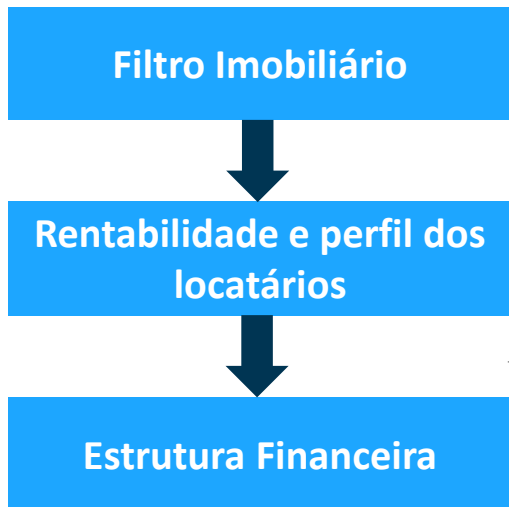 Filtro Imobiliário
Rentabilidade e perfil dos
locatários
Estrutura Financeira